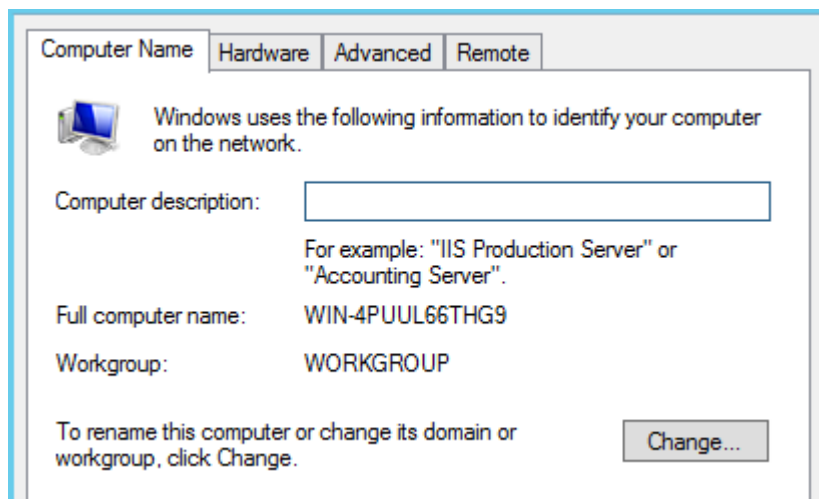 Computer Name Hardware Advanced Remote
Windows uses the following information to identify your computer
on the network.
Computer description:
For example: "IIS Production Server" or
"Accounting Server".
Full computer name: WIN-4PUUL66THG9
Workgroup: WORKGROUP
To rename this computer or change its domain or
workgroup, click Change.
Change...